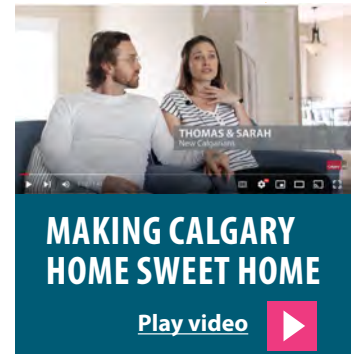 THOMAS & SARAH
New Calgarians
MAKING CALGARY
HOME SWEET HOME
Play video